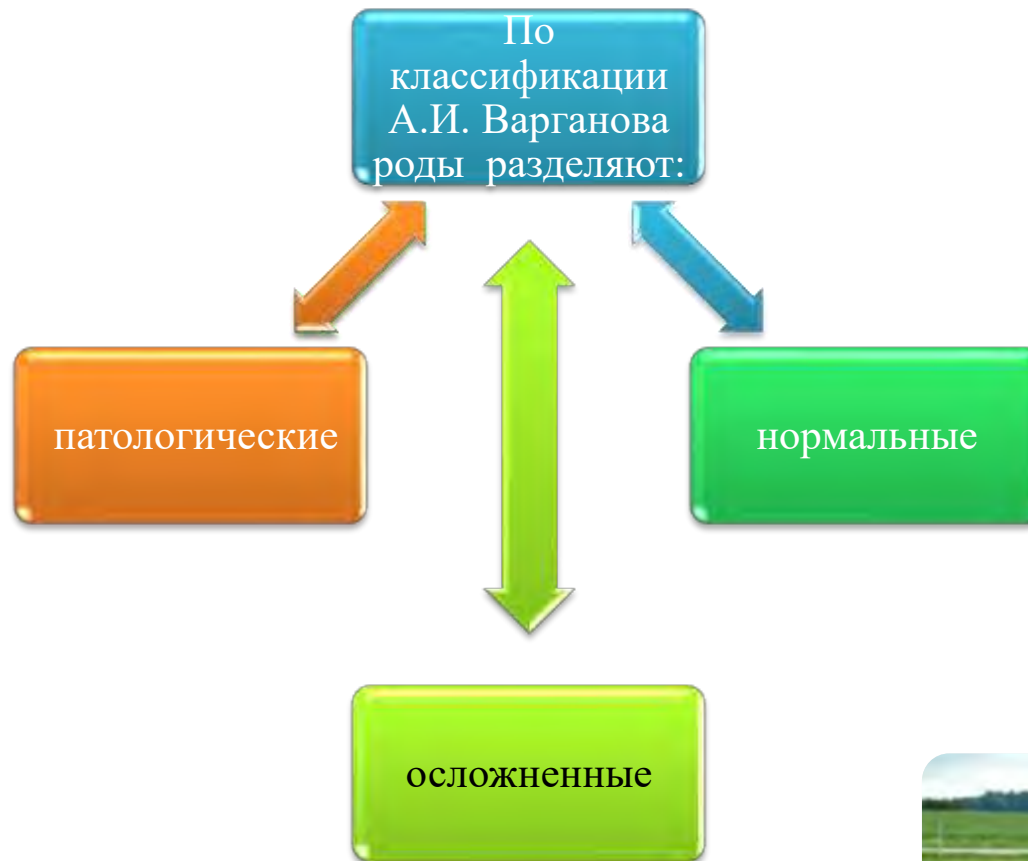 По
классификации
А.И. Варганова
роды разделяют:
патологические
нормальные
осложненные